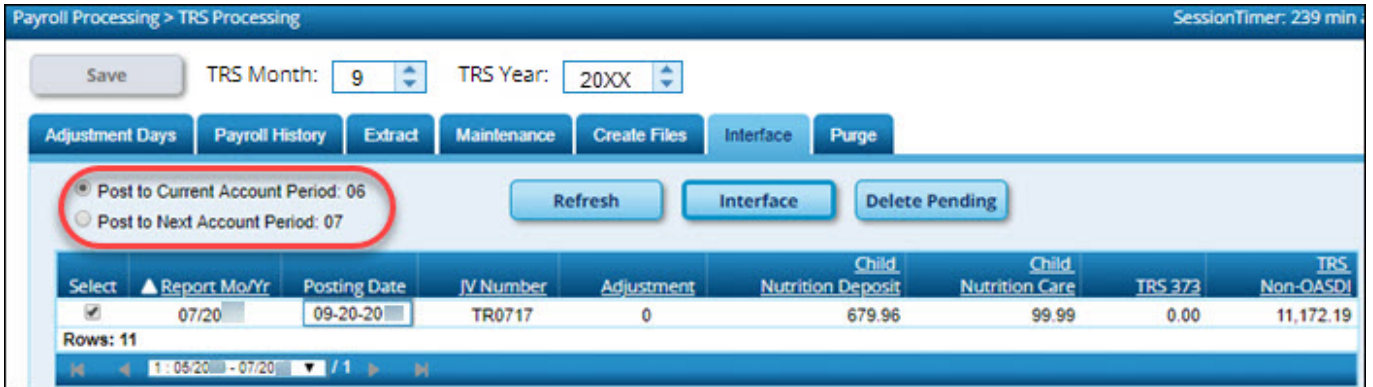 Payroll Processing > TRS Processing SessionTimer: 239 min
Save TRS Month: 9 TRS Year: 20XX
Adjustment Days Payroll History Extract Maintenance Create Files Interface Purge
Post to Current Account Period: 06
Post to Next Account Period: 07
Refresh Interface Delete Pending
Select Report Mo/Yr Posting Date JV Number Adjustment Child Nutrition Deposit Child Nutrition Care TRS 373 TRS Non-OASDI
07/20 09-20-20 TR0717 0 679.96 99.99 0.00 11,172.19
Rows: 11
1 : 05/20 - 07/20 / 1